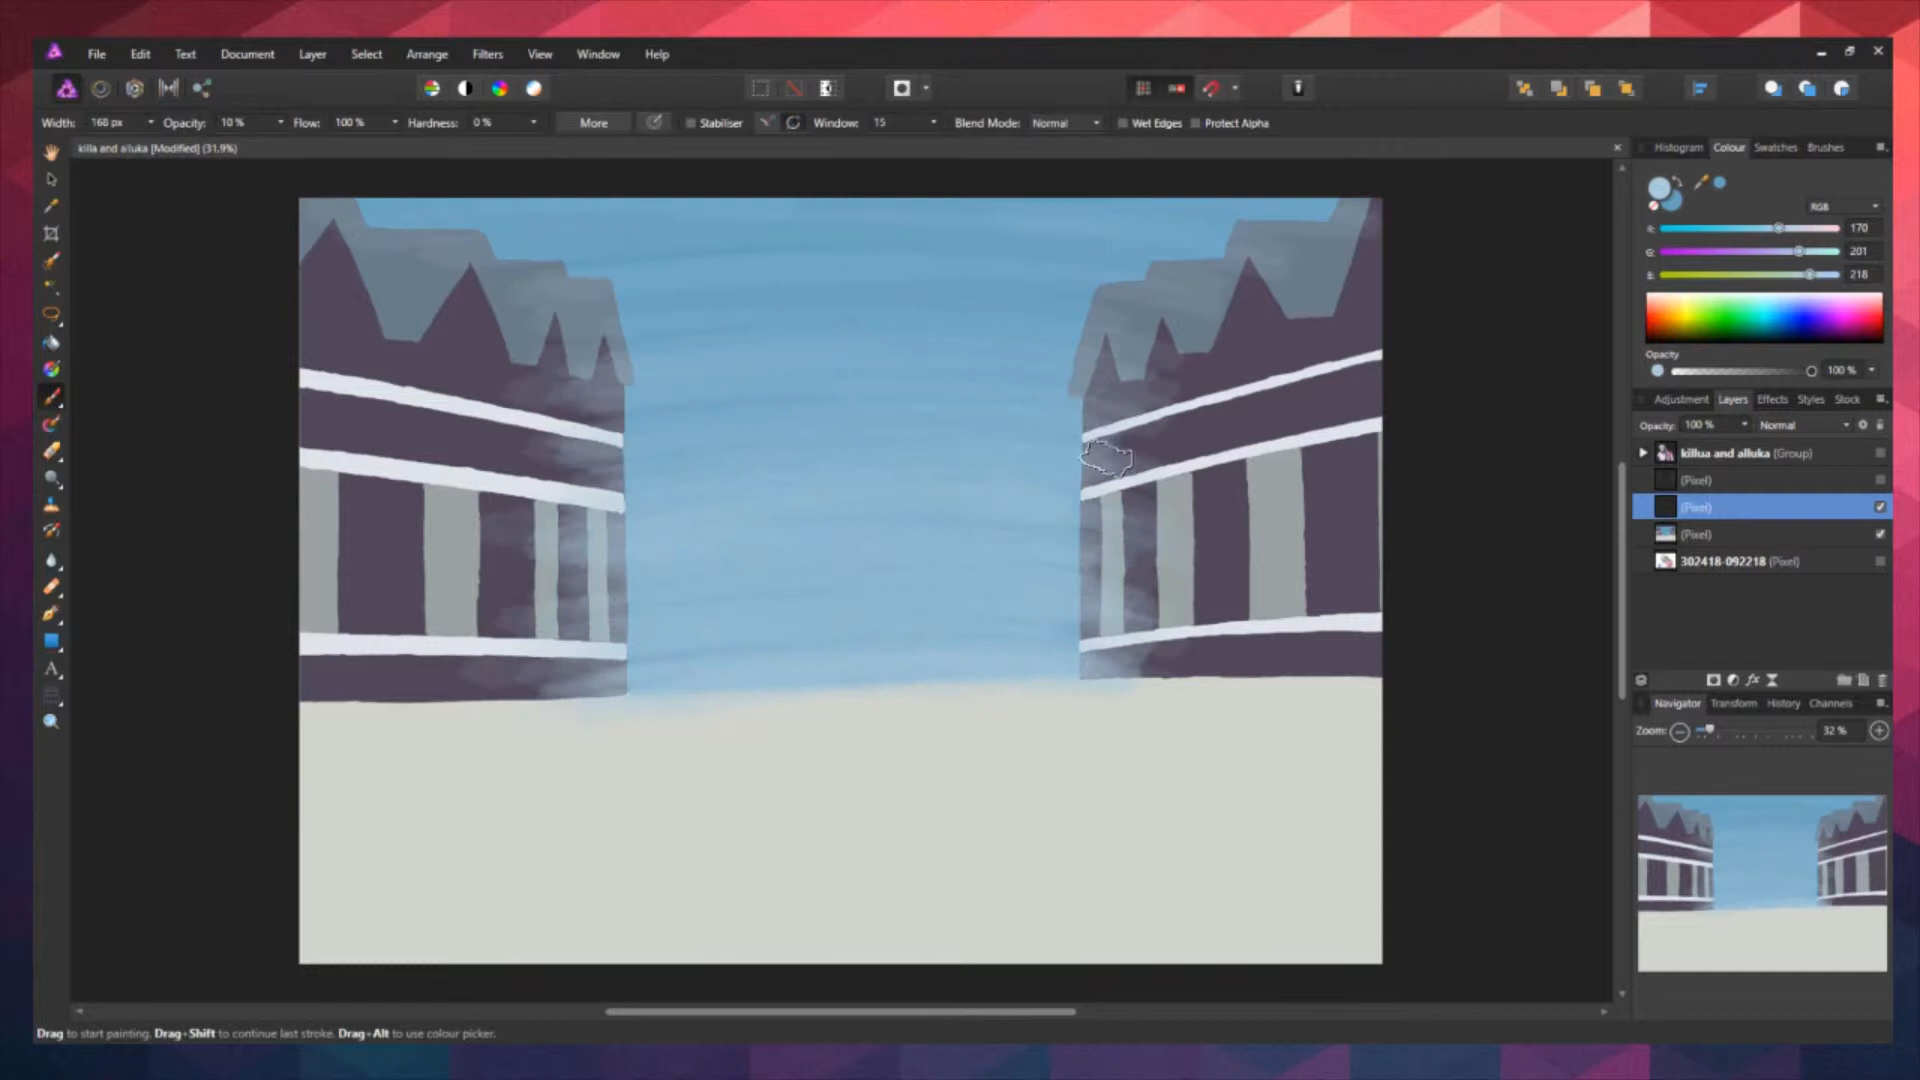 File Edit Text Document Layer Select Arrange Filters View Window Help
Width: 168 px Opacity: 10 % Flow: 100 % Hardness: 0 % More Stabiliser Window: 15 Blend Mode: Normal Wet Edges Protect Alpha
killa and alluka [Modified] (31.9%)
Histogram Colour Swatches Brushes
RGB
R: 170
G: 201
B: 218
Opacity
100 %
Adjustment Layers Effects Styles Stock
Opacity: 100 % Normal
killua and alluka (Group)
(Pixel)
(Pixel)
(Pixel)
302418-092218 (Pixel)
Navigator Transform History Channels
Zoom: 32 %
A
Drag to start painting. Drag+Shift to continue last stroke. Drag+Alt to use colour picker.